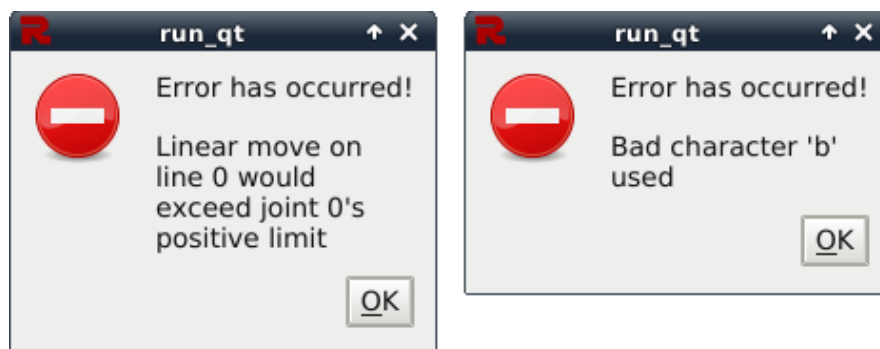 run_qt
Error has occurred!
Linear move on
line 0 would
exceed joint 0's
positive limit
OK
run_qt
Error has occurred!
Bad character 'b'
used
OK